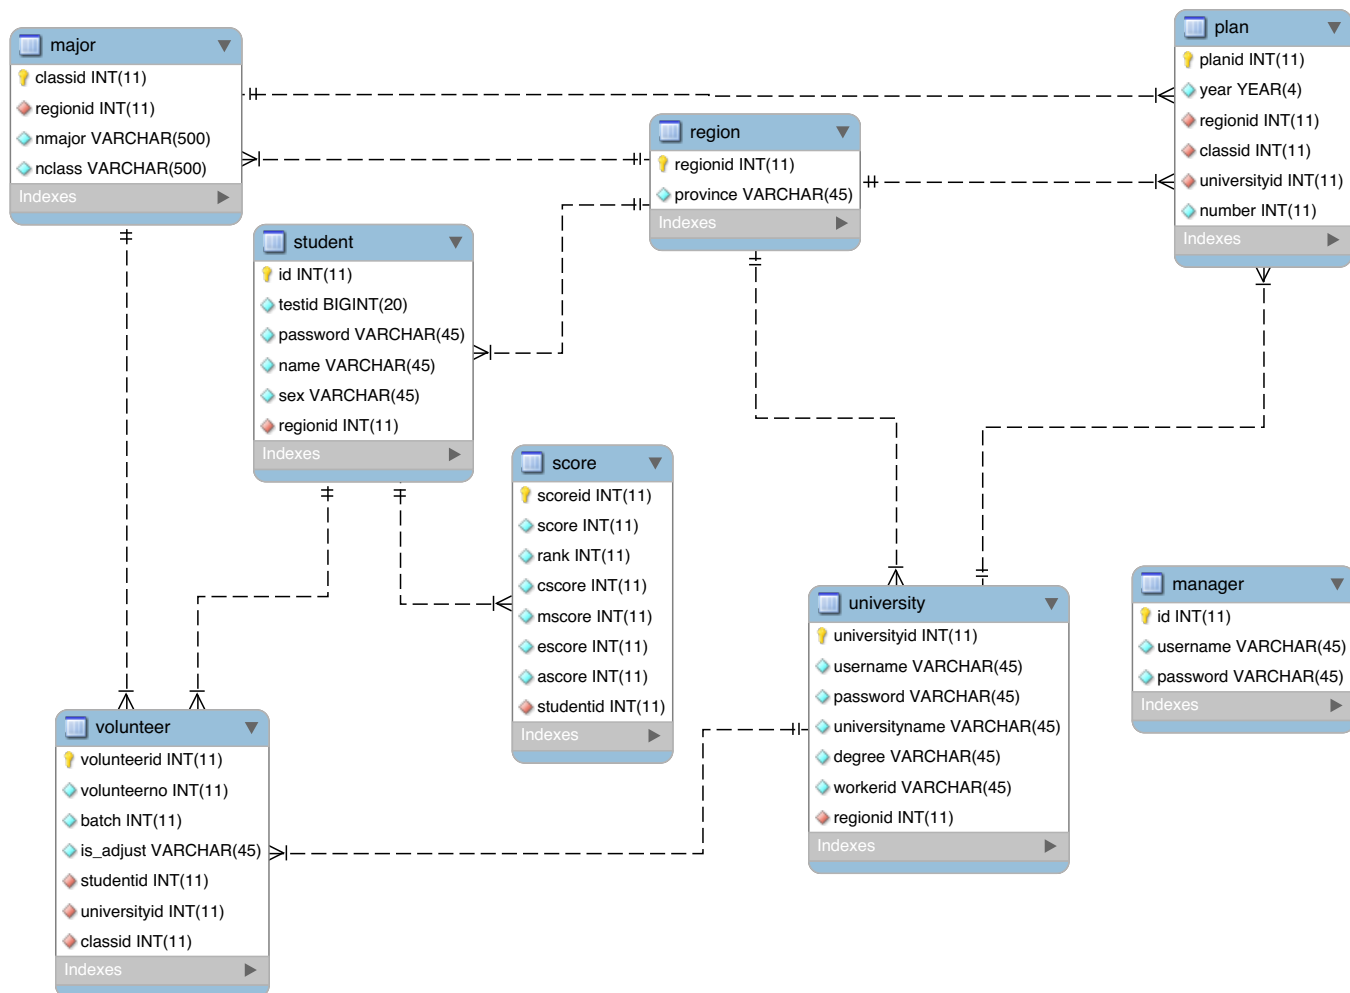 major
classid INT(11)
regionid INT(11)
nmajor VARCHAR(500)
nclass VARCHAR(500)
Indexes
plan
planid INT(11)
year YEAR(4)
regionid INT(11)
classid INT(11)
universityid INT(11)
number INT(11)
Indexes
region
regionid INT(11)
province VARCHAR(45)
Indexes
student
id INT(11)
testid BIGINT(20)
password VARCHAR(45)
name VARCHAR(45)
sex VARCHAR(45)
regionid INT(11)
Indexes
score
scoreid INT(11)
score INT(11)
rank INT(11)
cscore INT(11)
mscore INT(11)
escore INT(11)
ascore INT(11)
studentid INT(11)
Indexes
university
universityid INT(11)
username VARCHAR(45)
password VARCHAR(45)
universityname VARCHAR(45)
degree VARCHAR(45)
workerid VARCHAR(45)
regionid INT(11)
Indexes
manager
id INT(11)
username VARCHAR(45)
password VARCHAR(45)
Indexes
volunteer
volunteerid INT(11)
volunteerno INT(11)
batch INT(11)
is_adjust VARCHAR(45)
studentid INT(11)
universityid INT(11)
classid INT(11)
Indexes